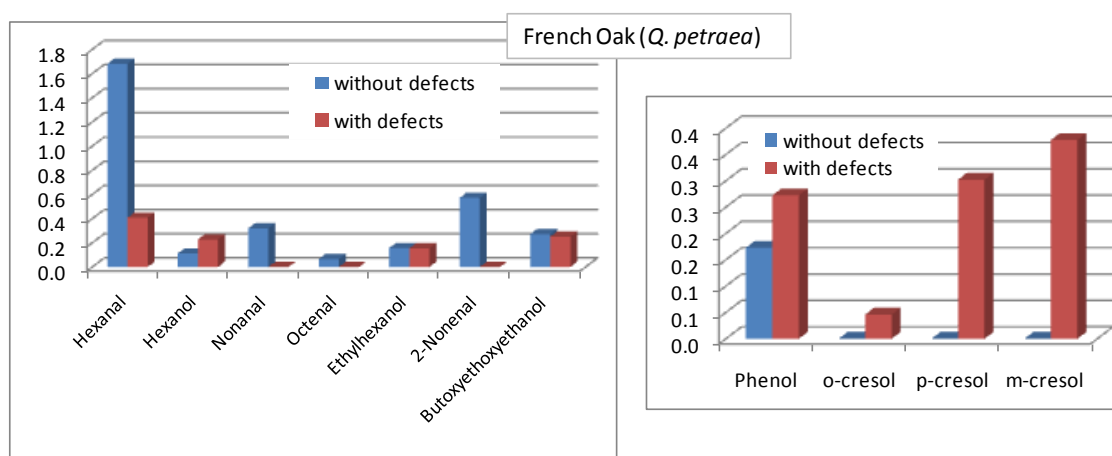 French Oak (Q. petraea)
1.8
1.6
1.4
1.2
1.0
0.8
0.6
0.4
0.2
0.0
without defects
with defects
Hexanal
Hexanol
Nonanal
Octenal
Ethylhexanol
2-Nonenal
Butoxyethoxyethanol
0.4
0.4
0.3
0.3
0.2
0.2
0.1
0.1
0.0
without defects
with defects
Phenol o-cresol p-cresol m-cresol